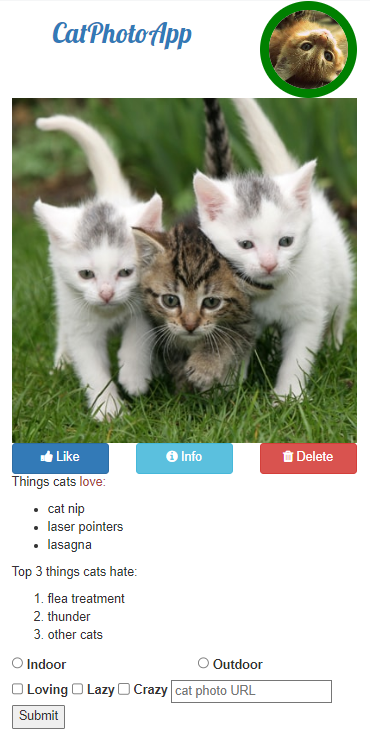 CatPhotoApp
Like Info Delete
Things cats love:
cat nip
laser pointers
lasagna
Top 3 things cats hate:
1. flea treatment
2. thunder
3. other cats
Indoor Outdoor
Loving Lazy Crazy cat photo URL
Submit